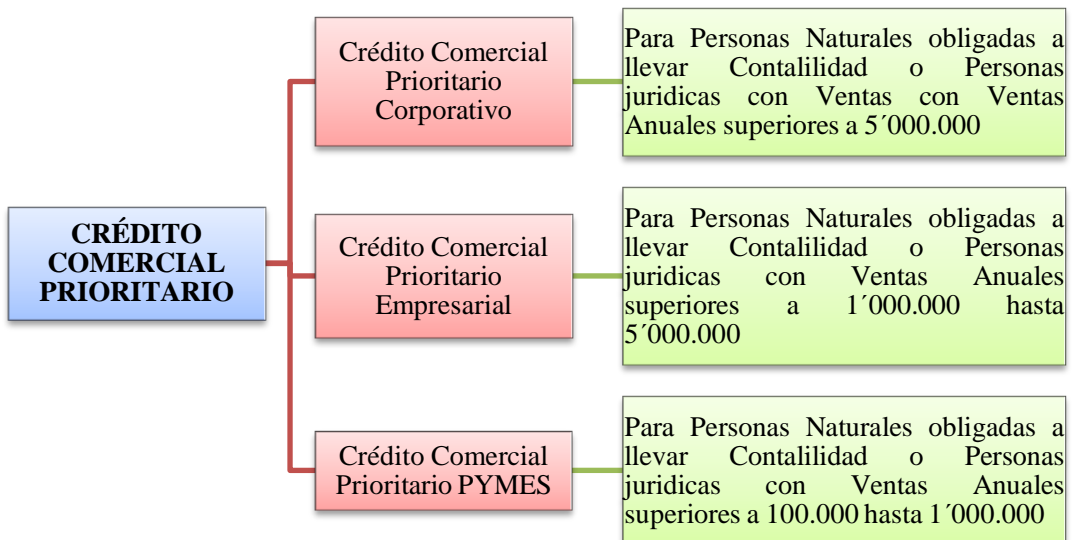 CRÉDITO
COMERCIAL
PRIORITARIO
Crédito Comercial
Prioritario
Corporativo
Para Personas Naturales obligadas a
llevar Contalilidad o Personas
juridicas con Ventas con Ventas
Anuales superiores a 5´000.000
Crédito Comercial
Prioritario
Empresarial
Para Personas Naturales obligadas a
llevar Contalilidad o Personas
juridicas con Ventas Anuales
superiores a 1´000.000 hasta
5´000.000
Crédito Comercial
Prioritario PYMES
Para Personas Naturales obligadas a
llevar Contalilidad o Personas
juridicas con Ventas Anuales
superiores a 100.000 hasta 1´000.000